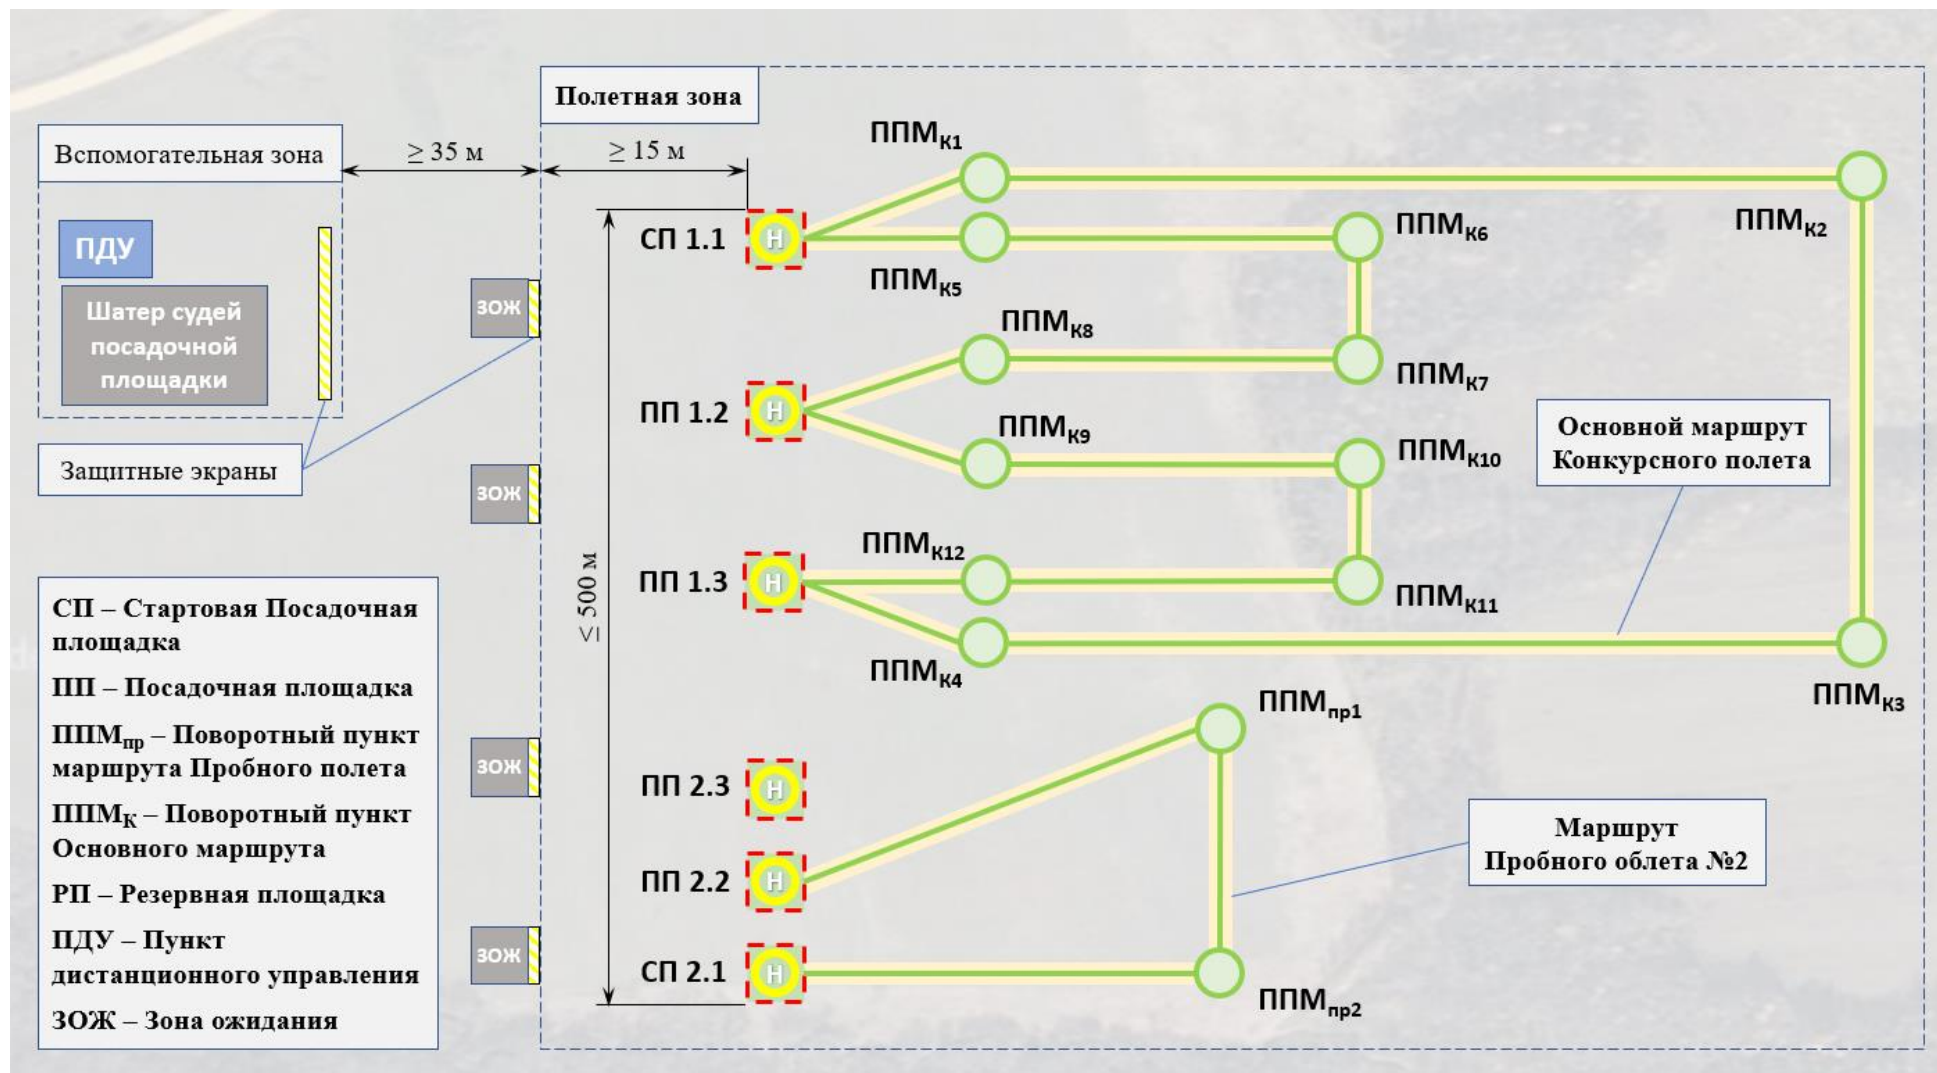 Полетная зона
Вспомогательная зона
≥ 35 м
≥ 15 м
ППМК1
ППМК2
СП 1.1
Н
ППМК5
ППМК6
ПДУ
Шатер судей
посадочной
площадки
ЗОЖ
≤ 500 м
ППМК8
ППМК7
ПП 1.2
Н
ППМК9
ППМК10
Основной маршрут
Конкурсного полета
Защитные экраны
ЗОЖ
ППМК12
ПП 1.3
Н
ППМК11
ППМК4
ППМК3
СП – Стартовая Посадочная
площадка
ПП – Посадочная площадка
ППМпр – Поворотный пункт
маршрута Пробного полета
ППМК – Поворотный пункт
Основного маршрута
РП – Резервная площадка
ПДУ – Пункт
дистанционного управления
ЗОЖ – Зона ожидания
ППМпр1
ЗОЖ
ПП 2.3
Н
Маршрут
Пробного облета №2
ПП 2.2
Н
ЗОЖ
СП 2.1
Н
ППМпр2